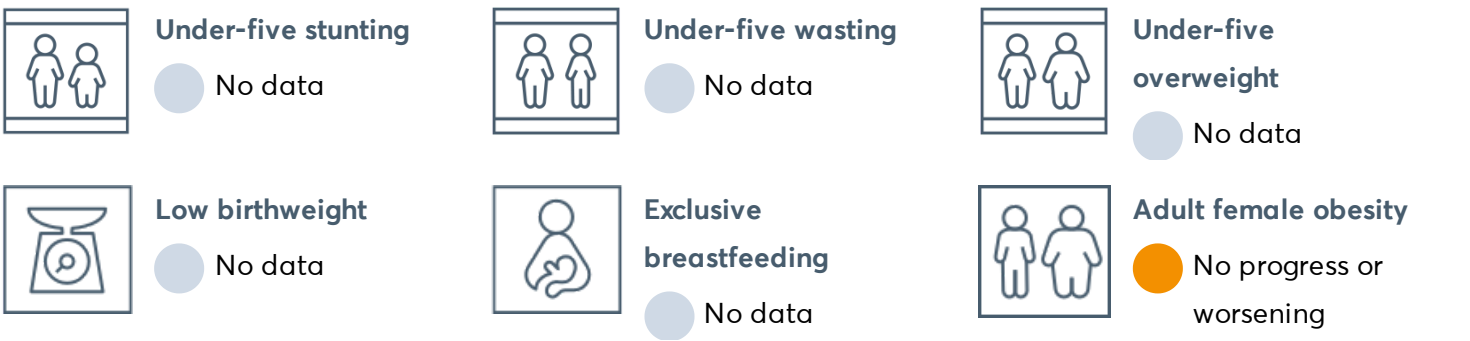 Under-five stunting
No data
Under-five wasting
No data
Under-five
overweight
No data
Low birthweight
No data
Exclusive
breastfeeding
No data
Adult female obesity
No progress or
worsening